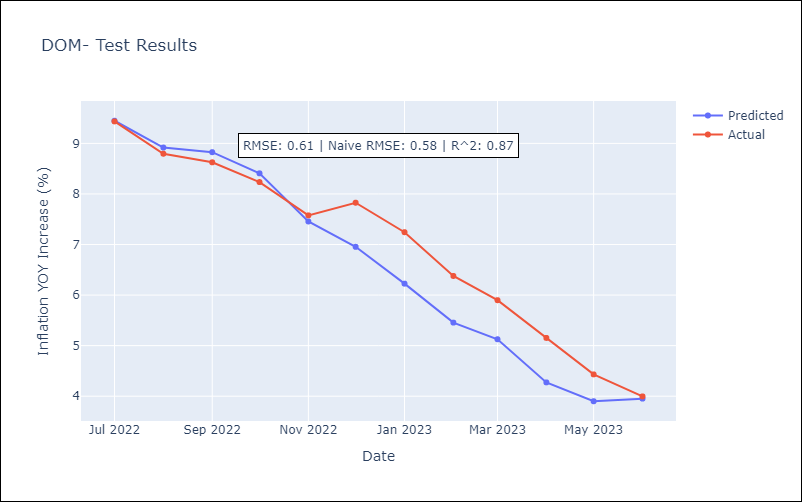 DOM- Test Results
Predicted
Actual
RMSE: 0.61 | Naive RMSE: 0.58 | R^2: 0.87
9
8
7
6
5
4
Inflation YOY Increase (%)
Jul 2022 Sep 2022 Nov 2022 Jan 2023 Mar 2023 May 2023
Date